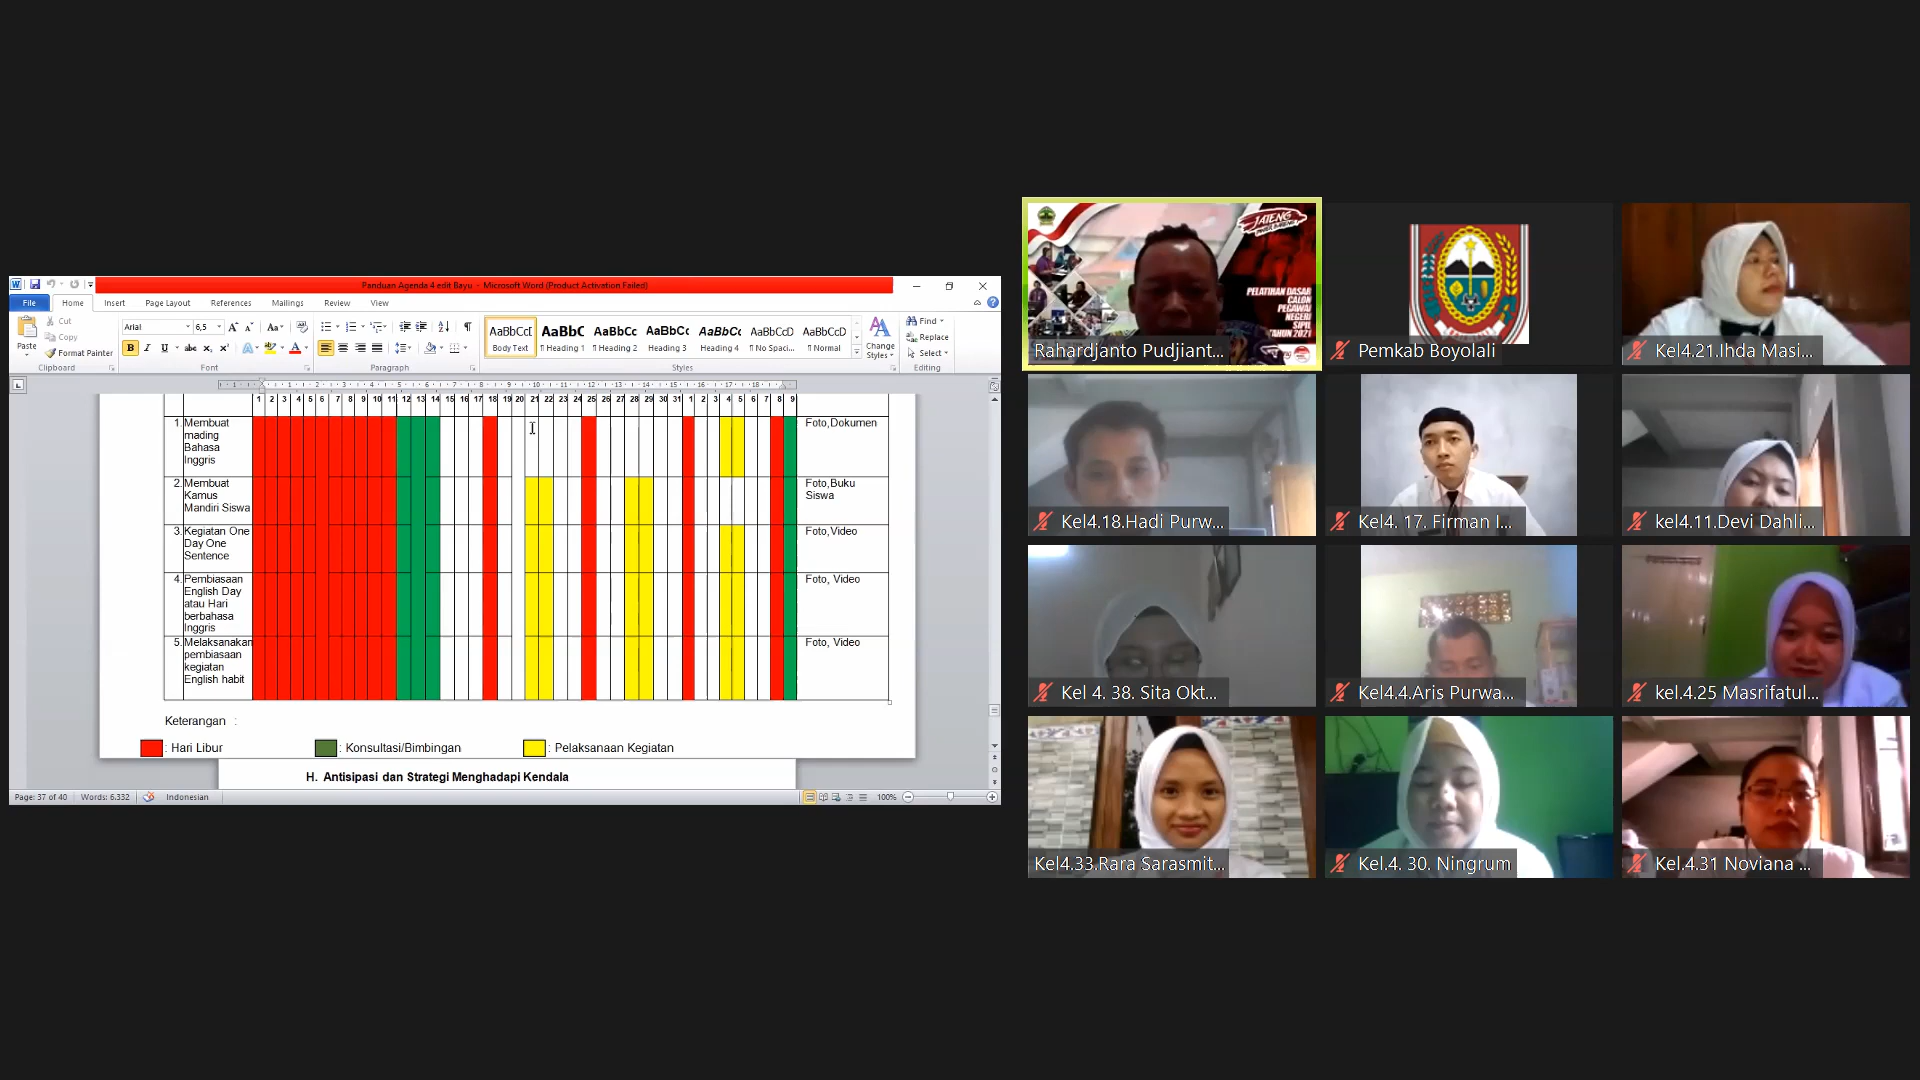 Panduan Agenda 4 edit Bayu - Microsoft Word (Product Activation Failed)
File Home Insert Page Layout References Mailings Review View
Paste
Cut
Copy
Format Painter
Clipboard
Arial 6,5
Font
Paragraph
AaBbCcI AaBbC AaBbCc AaBbCc AaBbCc AaBbCcD AaBbCcD
Body Text ¶ Heading 1 ¶ Heading 2 Heading 3 Heading 4 ¶ No Spaci... ¶ Normal
Change Styles
Styles
Find
Replace
Select
Editing
1 2 3 4 5 6 7 8 9 10 11 12 13 14 15 16 17 18 19 20 21 22 23 24 25 26 27 28 29 30 31 1 2 3 4 5 6 7 8 9
1. Membuat mading Bahasa Inggris Foto,Dokumen
2. Membuat Kamus Mandiri Siswa Foto,Buku Siswa
3. Kegiatan One Day One Sentence Foto,Video
4. Pembiasaan English Day atau Hari berbahasa Inggris Foto, Video
5. Melaksanakan pembiasaan kegiatan English habit Foto, Video
Keterangan :
: Hari Libur : Konsultasi/Bimbingan : Pelaksanaan Kegiatan
H. Antisipasi dan Strategi Menghadapi Kendala
Page: 37 of 40 Words: 6.332 Indonesian 100%
JATENG
PELATIHAN DASAR
CALON
PEGAWAI
NEGERI
SIPIL
TAHUN 2021
Rahardjanto Pudjiant...
Pemkab Boyolali
Kel4.21.Ihda Masi...
Kel4.18.Hadi Purw...
Kel4. 17. Firman I...
kel4.11.Devi Dahli...
Kel 4. 38. Sita Okt...
Kel4.4.Aris Purwa...
kel.4.25 Masrifatul...
Kel4.33.Rara Sarasmit...
Kel.4. 30. Ningrum
Kel.4.31 Noviana ...